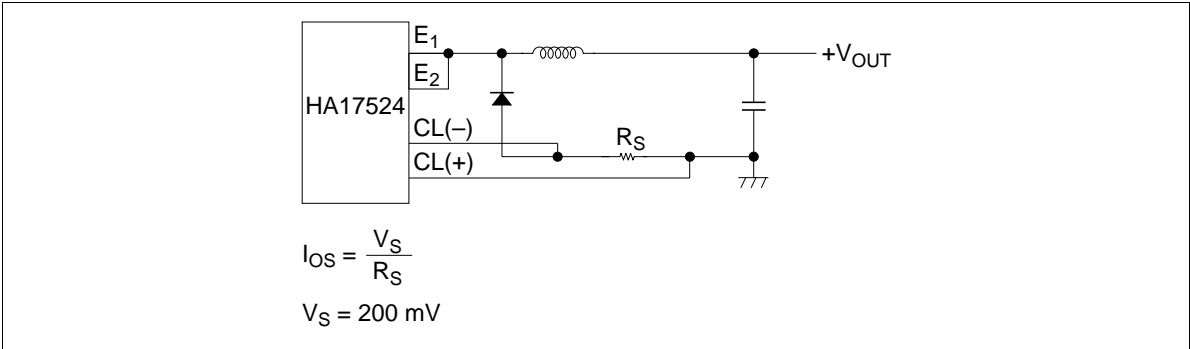 E1
E2
HA17524
CL(–)
CL(+)
RS
+VOUT
IOS = VS / RS
VS = 200 mV